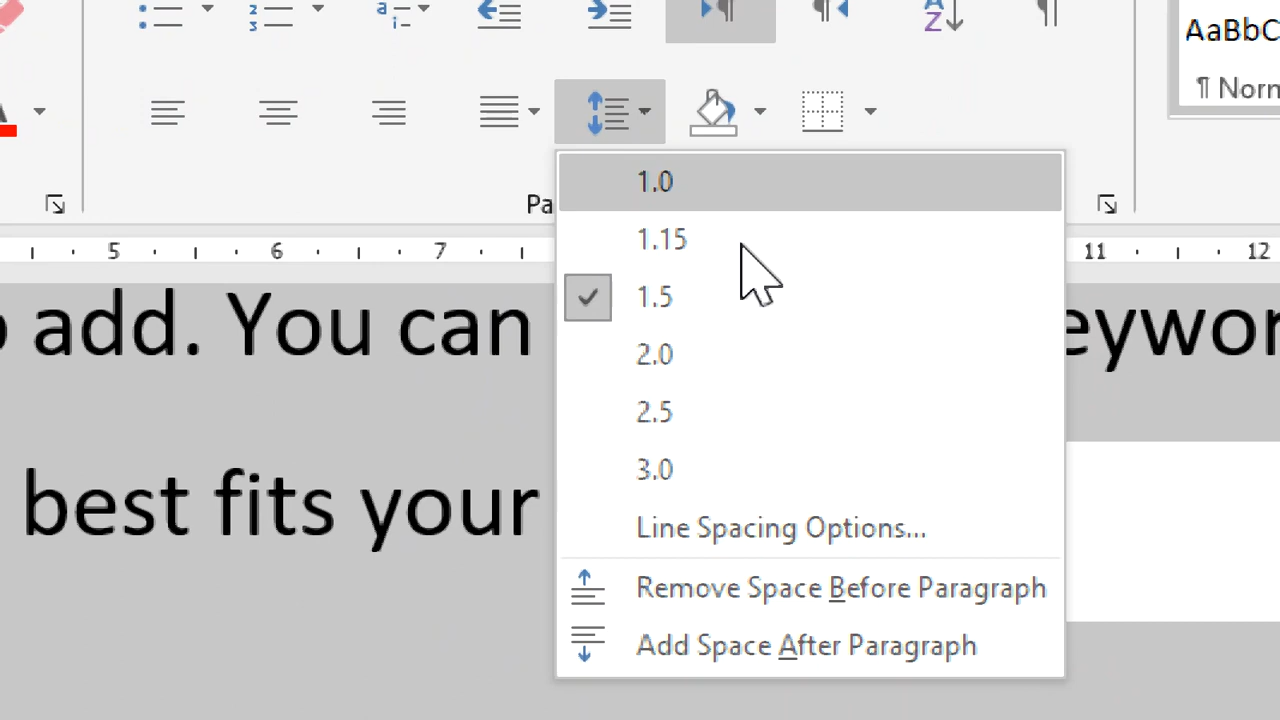 AaBbC
¶ Norn
Pa
5 6 7 11 12
1.0
1.15
1.5
2.0
2.5
3.0
Line Spacing Options...
Remove Space Before Paragraph
Add Space After Paragraph
add. You can eywor
best fits your